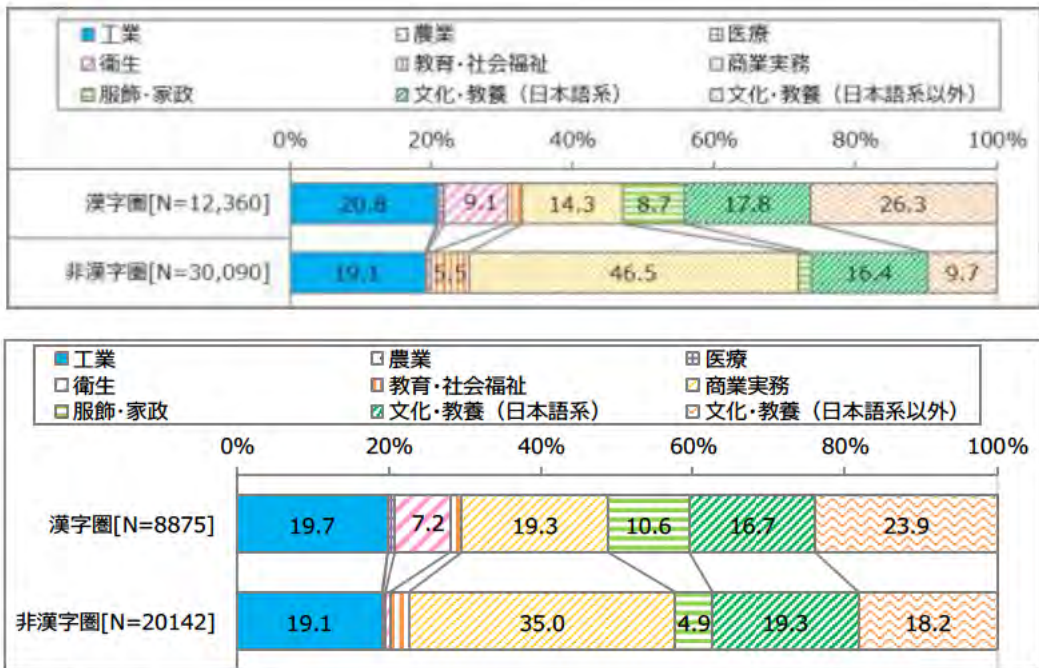 工業 農業 医療
衛生 教育・社会福祉 商業実務
服飾・家政 文化・教養（日本語系） 文化・教養（日本語系以外）
0% 20% 40% 60% 80% 100%
漢字圏[N=12,360] 20.8 9.1 14.3 8.7 17.8 26.3
非漢字圏[N=30,090] 19.1 5.5 46.5 16.4 9.7
工業 農業 医療
衛生 教育・社会福祉 商業実務
服飾・家政 文化・教養（日本語系） 文化・教養（日本語系以外）
0% 20% 40% 60% 80% 100%
漢字圏[N=8875] 19.7 7.2 19.3 10.6 16.7 23.9
非漢字圏[N=20142] 19.1 35.0 4.9 19.3 18.2